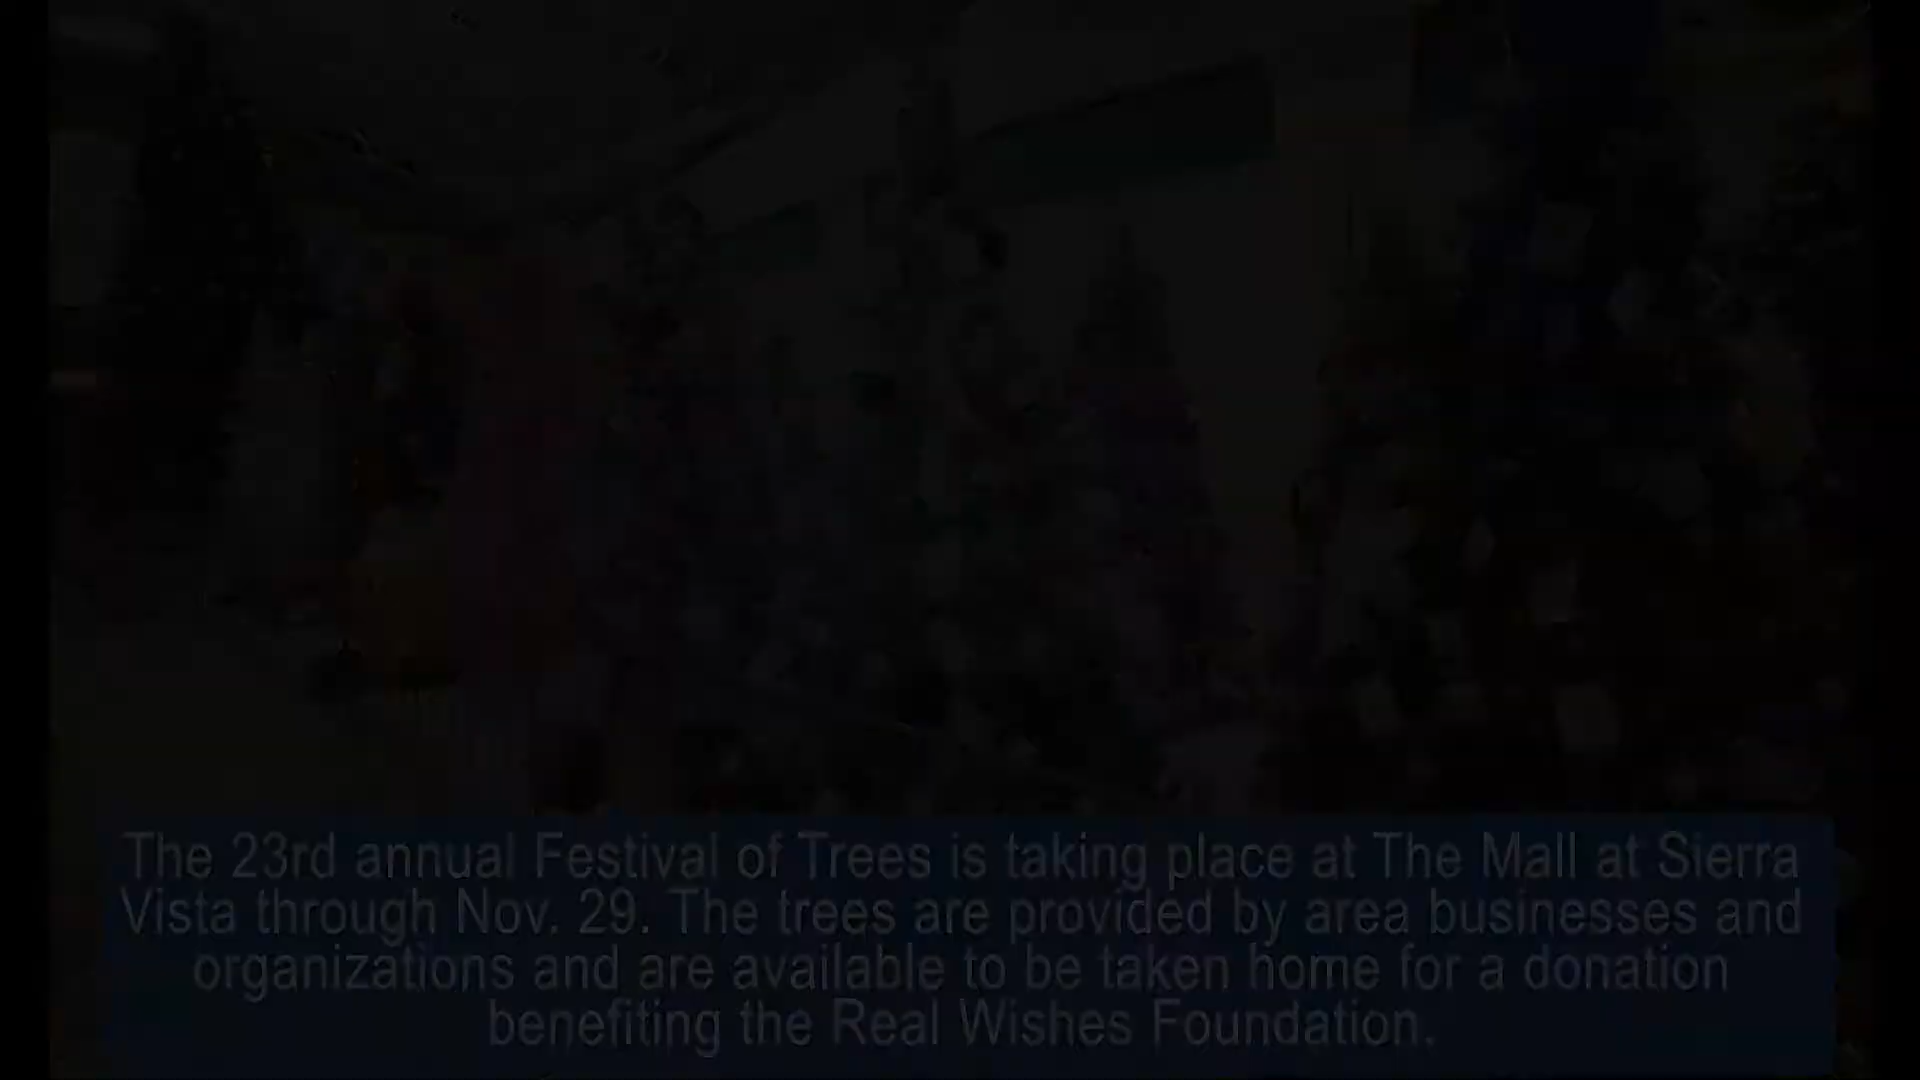 The 23rd annual Festival of Trees is taking place at The Mall at Sierra
Vista through Nov. 29. The trees are provided by area businesses and
organizations and are available to be taken home for a donation
benefiting the Real Wishes Foundation.